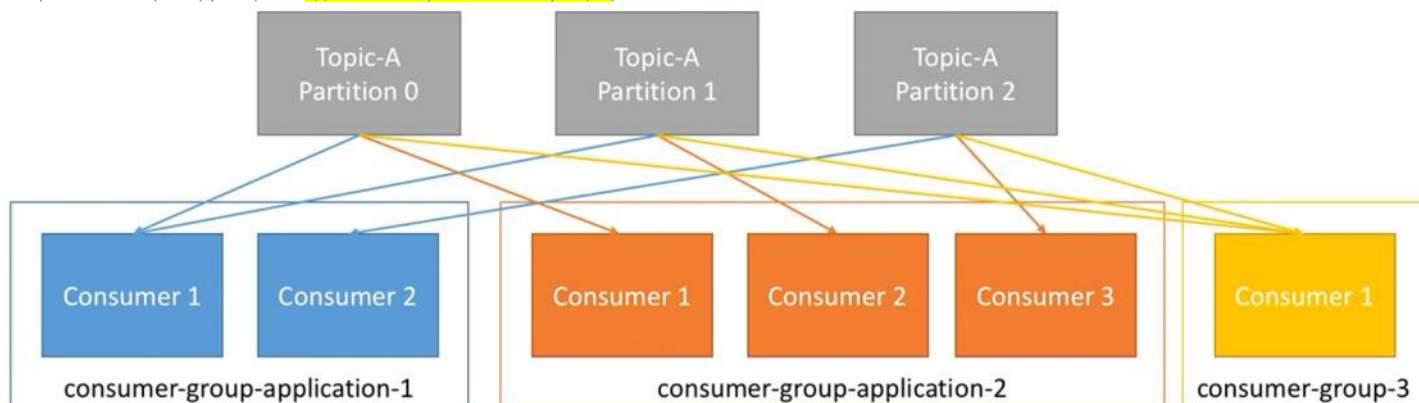 Topic-A
Partition 0
Topic-A
Partition 1
Topic-A
Partition 2
Consumer 1
Consumer 2
Consumer 1
Consumer 2
Consumer 3
Consumer 1
consumer-group-application-1
consumer-group-application-2
consumer-group-3